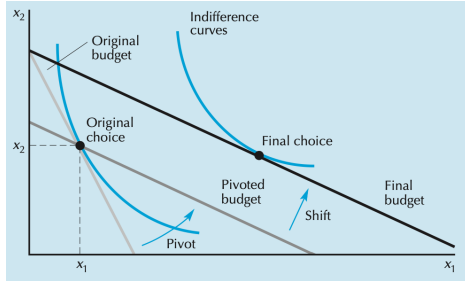 x₂
Original
budget
Indifference
curves
Original
choice
Final choice
x₂
Pivoted
budget
Final
budget
Shift
Pivot
x₁
x₁